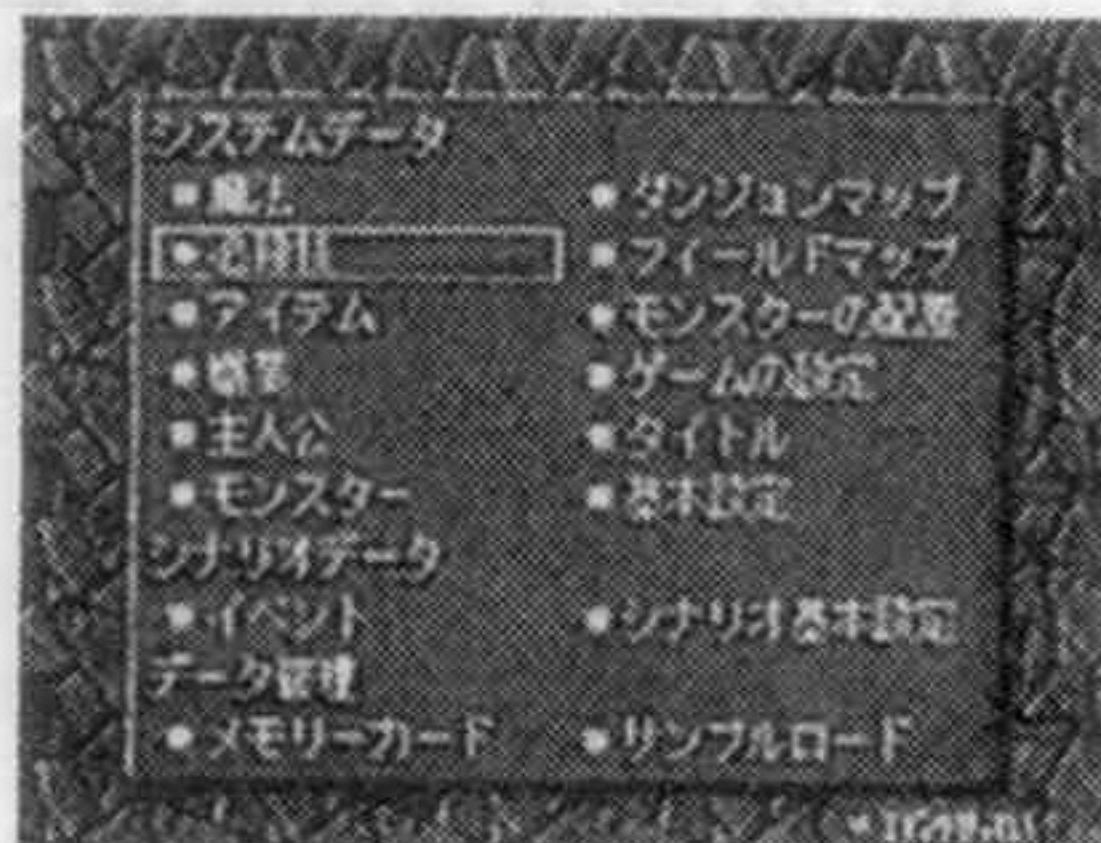 システムデータ
■魔法 ■ダンジョンマップ
■フィールドマップ
■アイテム ■モンスターの配置
■ゲームの設定
■主人公 ■タイトル
■モンスター ■基本設定
シナリオデータ
■イベント ■シナリオ基本設定
データ管理
■メモリーカード ■サンプルロード